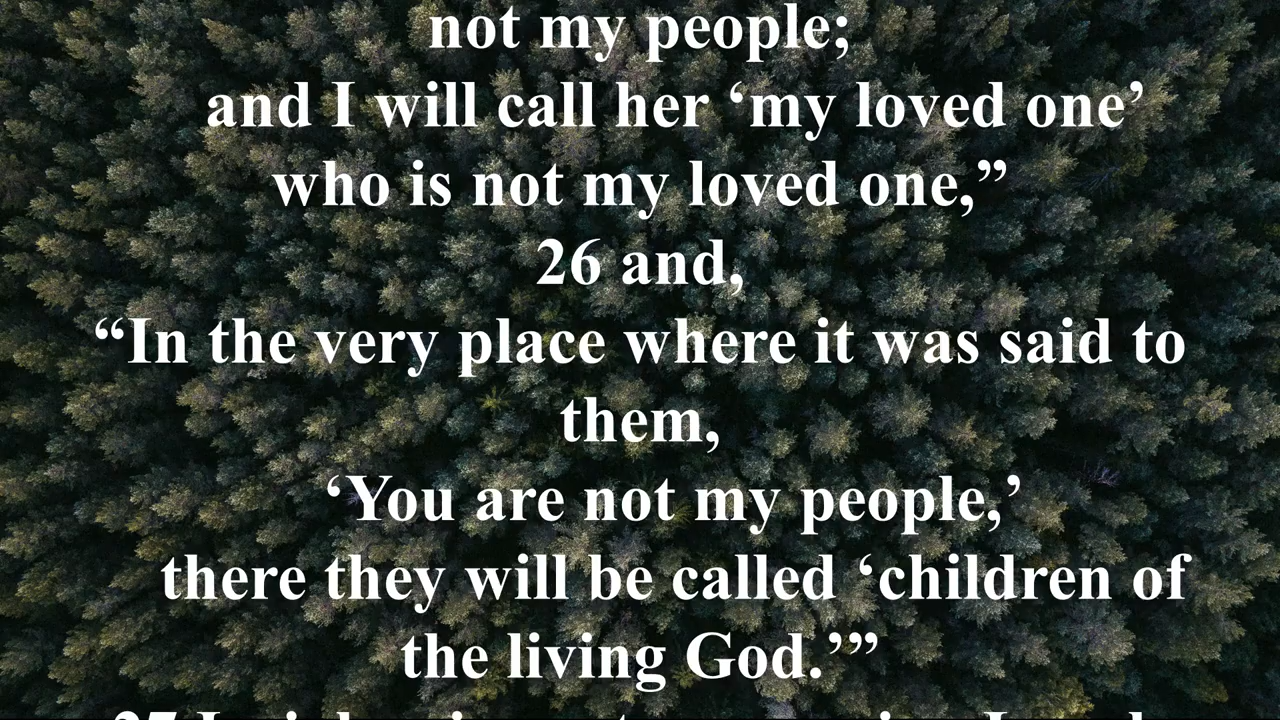 not my people;
and I will call her ‘my loved one’
who is not my loved one,”
26 and,
“In the very place where it was said to
them,
‘You are not my people,’
there they will be called ‘children of
the living God.’”